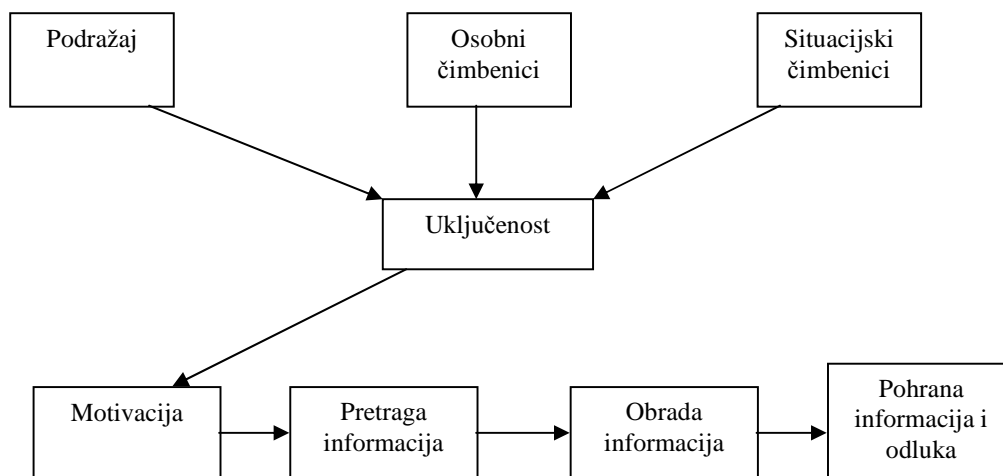 Podražaj
Osobni
čimbenici
Situacijski
čimbenici
Uključenost
Motivacija
Pretraga
informacija
Obrada
informacija
Pohrana
informacija i
odluka